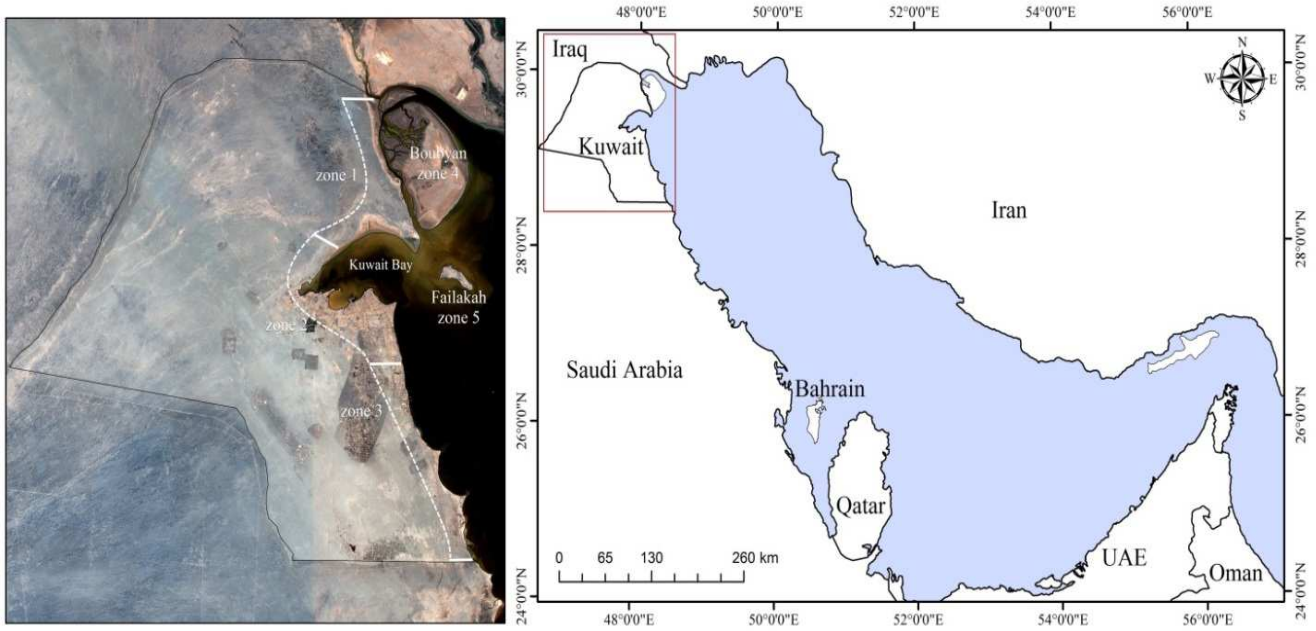 zone 1
Boubyan
zone 4
Kuwait Bay
Failakah
zone 5
zone 2
zone 3
48°0'0"E
50°0'0"E
52°0'0"E
54°0'0"E
56°0'0"E
30°0'0"N
28°0'0"N
26°0'0"N
24°0'0"N
Iraq
Kuwait
Iran
Saudi Arabia
Bahrain
Qatar
UAE
Oman
N
W
E
S
0 65 130 260 km
30°0'0"N
28°0'0"N
26°0'0"N
24°0'0"N
48°0'0"E
50°0'0"E
52°0'0"E
54°0'0"E
56°0'0"E